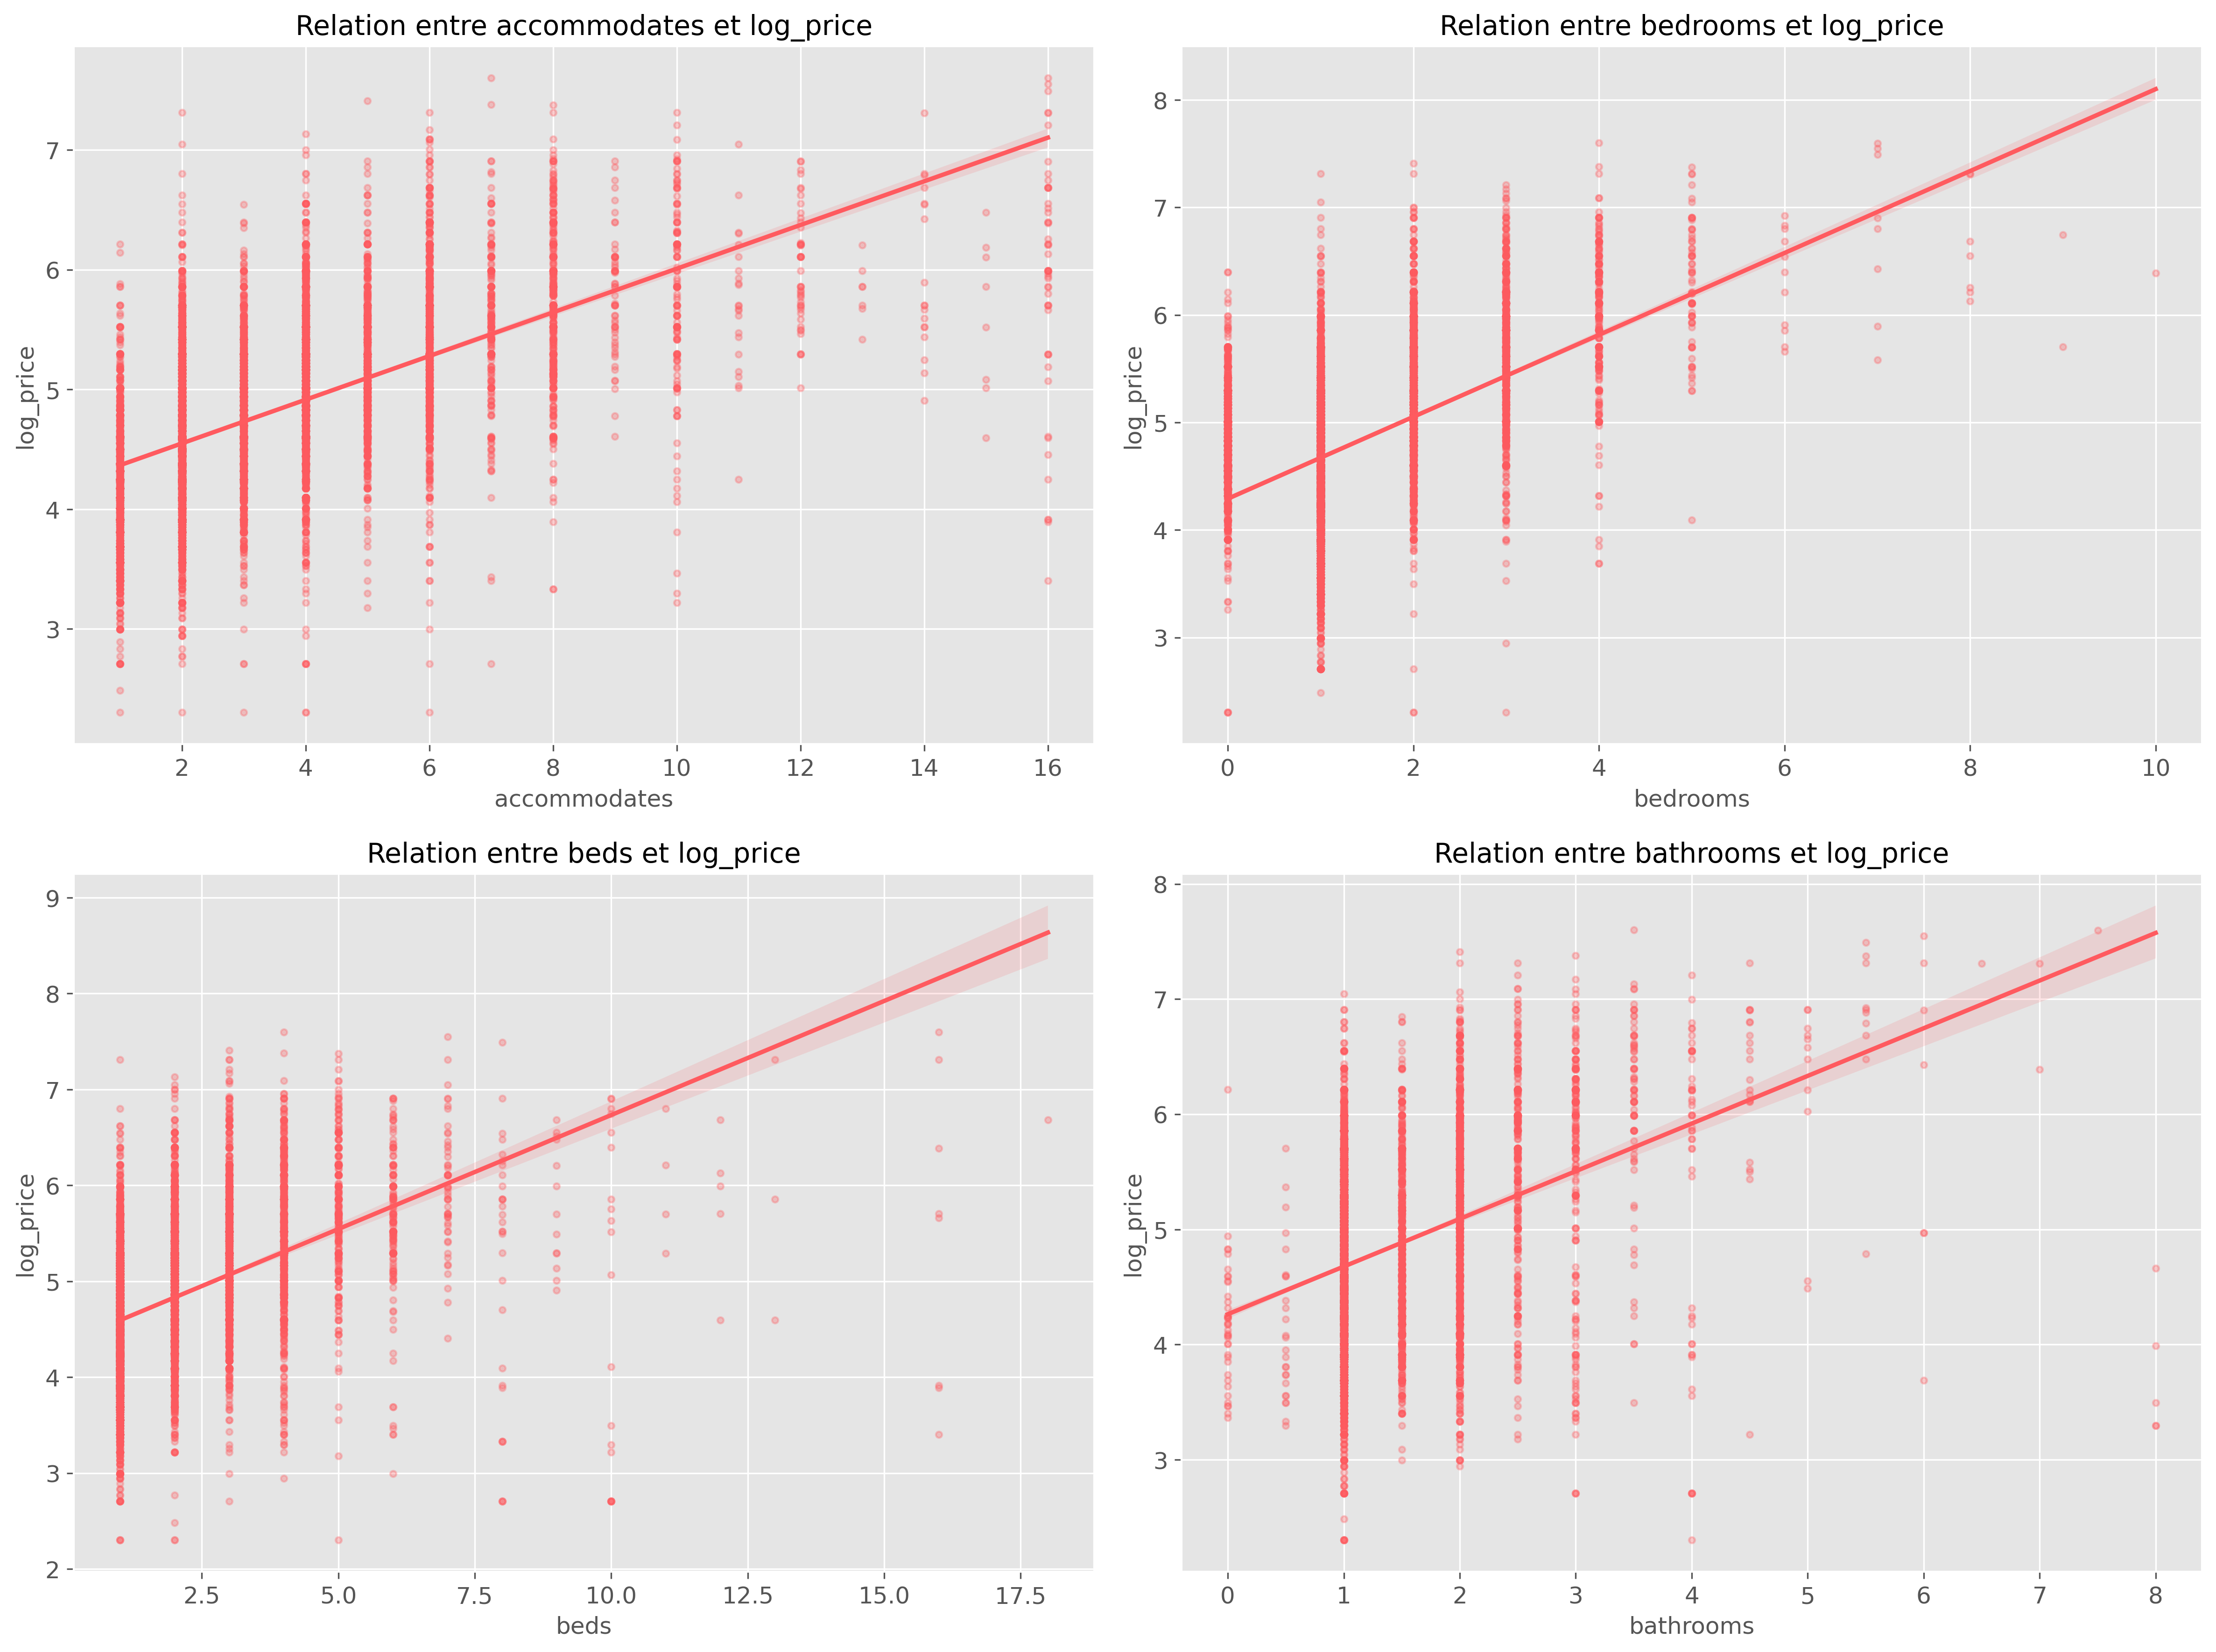 Relation entre accommodates et log_price
7
6
5
4
3
log_price
2 4 6 8 10 12 14 16
accommodates
Relation entre bedrooms et log_price
8
7
6
5
4
3
log_price
0 2 4 6 8 10
bedrooms
Relation entre beds et log_price
9
8
7
6
5
4
3
2
log_price
2.5 5.0 7.5 10.0 12.5 15.0 17.5
beds
Relation entre bathrooms et log_price
8
7
6
5
4
3
log_price
0 1 2 3 4 5 6 7 8
bathrooms